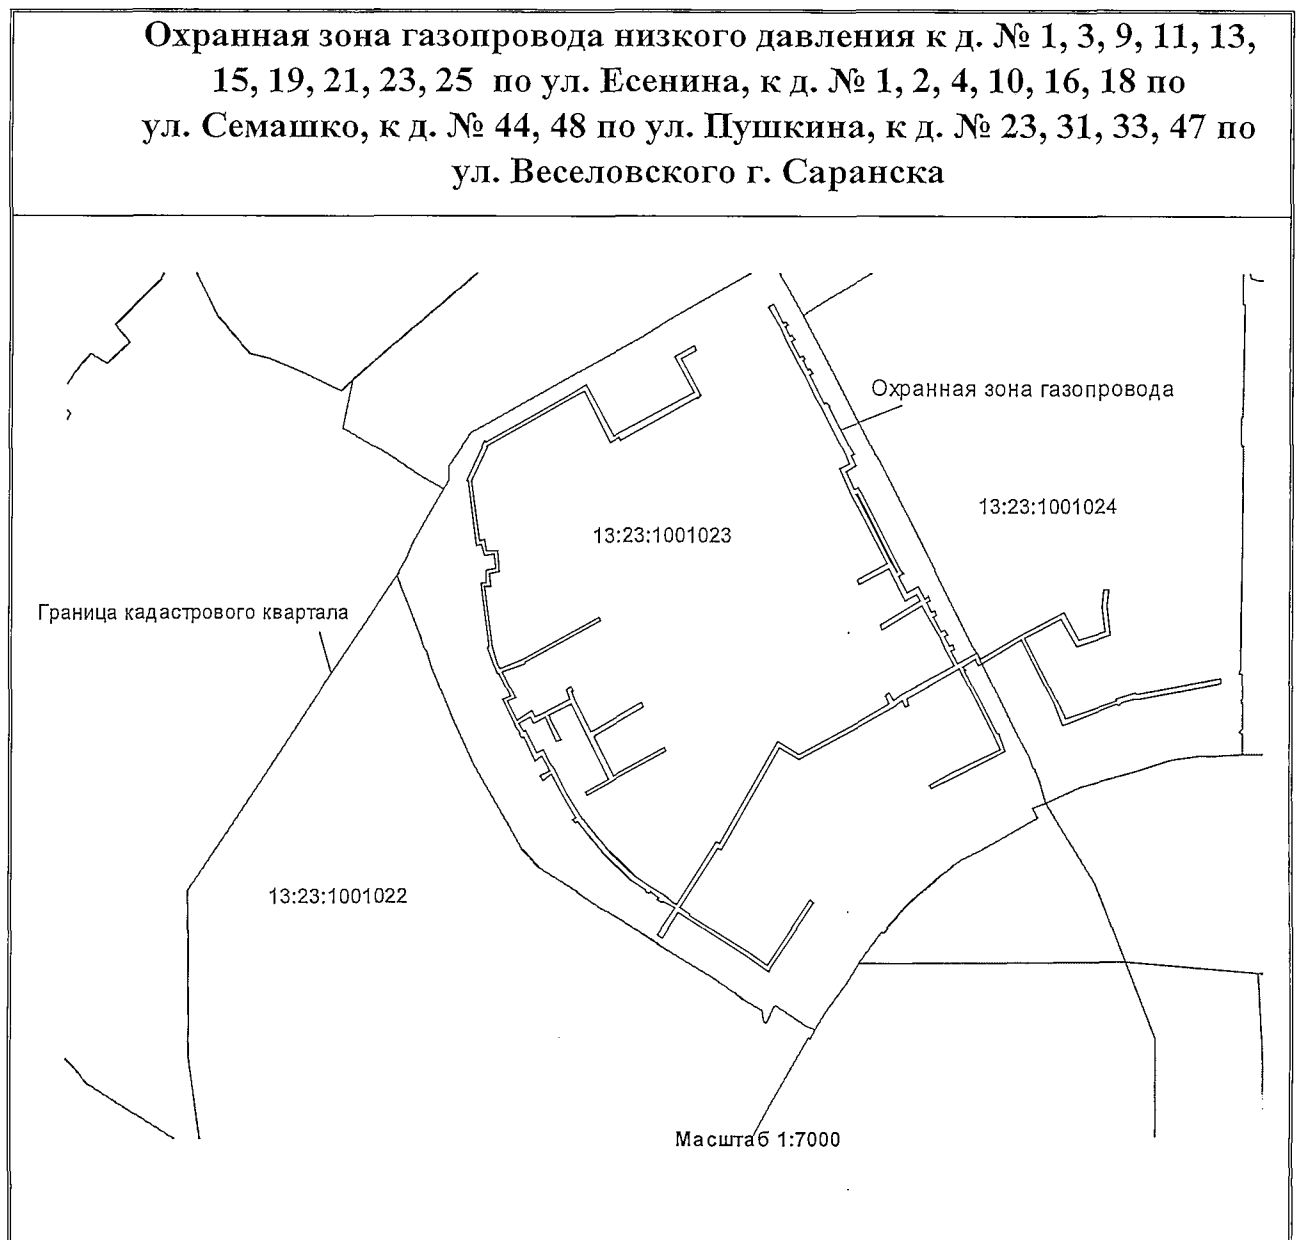 Охранная зона газопровода низкого давления к д. № 1, 3, 9, 11, 13,
15, 19, 21, 23, 25 по ул. Есенина, к д. № 1, 2, 4, 10, 16, 18 по
ул. Семашко, к д. № 44, 48 по ул. Пушкина, к д. № 23, 31, 33, 47 по
ул. Веселовского г. Саранска
Охранная зона газопровода
13:23:1001024
13:23:1001023
Граница кадастрового квартала
13:23:1001022
Масштаб 1:7000